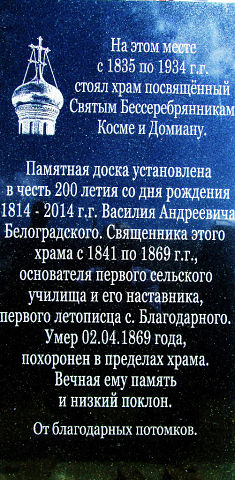 На этом месте
с 1835 по 1934 г.г.
стоял храм посвящённый
Святым Бессеребрянникам
Косме и Домиану.
Памятная доска установлена
в честь 200 летия со дня рождения
1814 - 2014 г.г. Василия Андреевича
Белоградского. Священника этого
храма с 1841 по 1869 г.г.,
основателя первого сельского
училища и его наставника,
первого летописца с. Благодарного.
Умер 02.04.1869 года,
похоронен в пределах храма.
Вечная ему память
и низкий поклон.
От благодарных потомков.